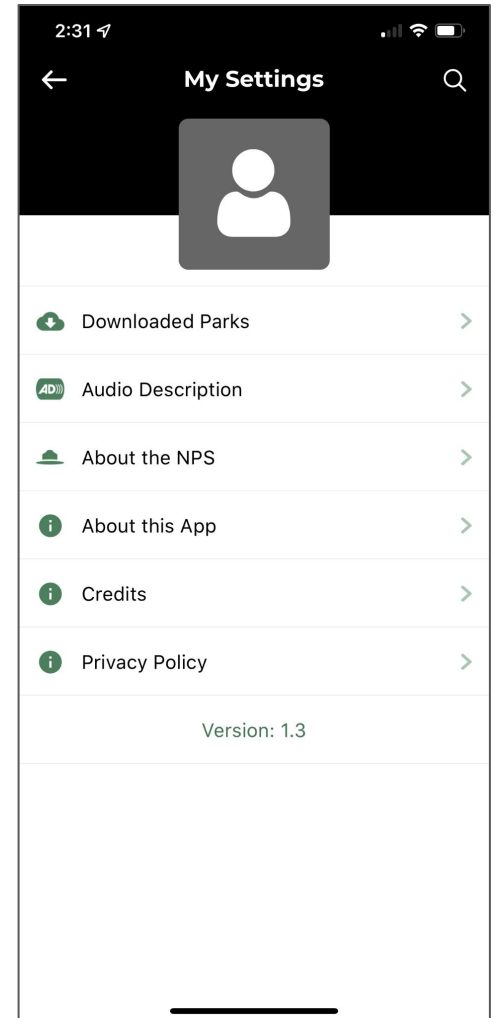 2:31
My Settings
Downloaded Parks
AD
Audio Description
About the NPS
i
About this App
i
Credits
i
Privacy Policy
Version: 1.3